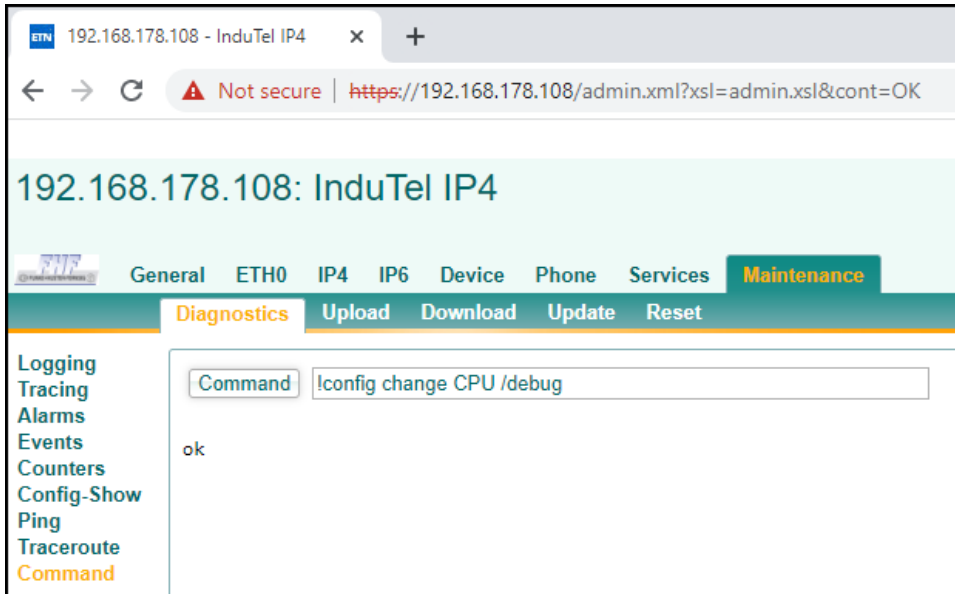 ETN 192.168.178.108 - InduTel IP4
Not secure | https://192.168.178.108/admin.xml?xsl=admin.xsl&cont=OK
192.168.178.108: InduTel IP4
FHF General ETH0 IP4 IP6 Device Phone Services Maintenance
Diagnostics Upload Download Update Reset
Logging
Tracing
Alarms
Events
Counters
Config-Show
Ping
Traceroute
Command
Command !config change CPU /debug
ok